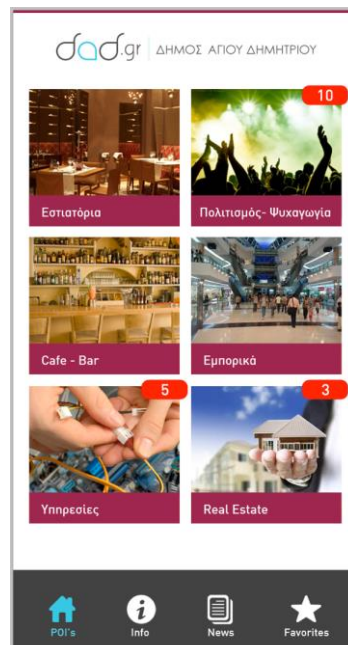 dad.gr ΔΗΜΟΣ ΑΓΙΟΥ ΔΗΜΗΤΡΙΟΥ
10
Εστιατόρια Πολιτισμός- Ψυχαγωγία
Cafe - Bar Εμπορικά
5 3
Υπηρεσίες Real Estate
POI's Info News Favorites